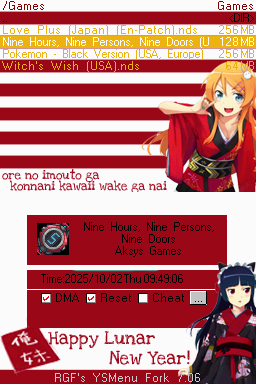 /Games Games
<DIR>
Love Plus (Japan) (En-Patch).nds 256MB
Nine Hours, Nine Persons, Nine Doors (U 128MB
Pokemon - Black Version (USA, Europe) 256MB
Witch's Wish (USA).nds
ore no imouto ga
konnani kawaii wake ga nai
Nine Hours, Nine Persons,
Nine Doors
Aksys Games
Time:2025/10/02Thu09:49:06
DMA Reset Cheat ...
俺妹
Happy Lunar
New Year!
RGF's YSMenu Fork 7.06